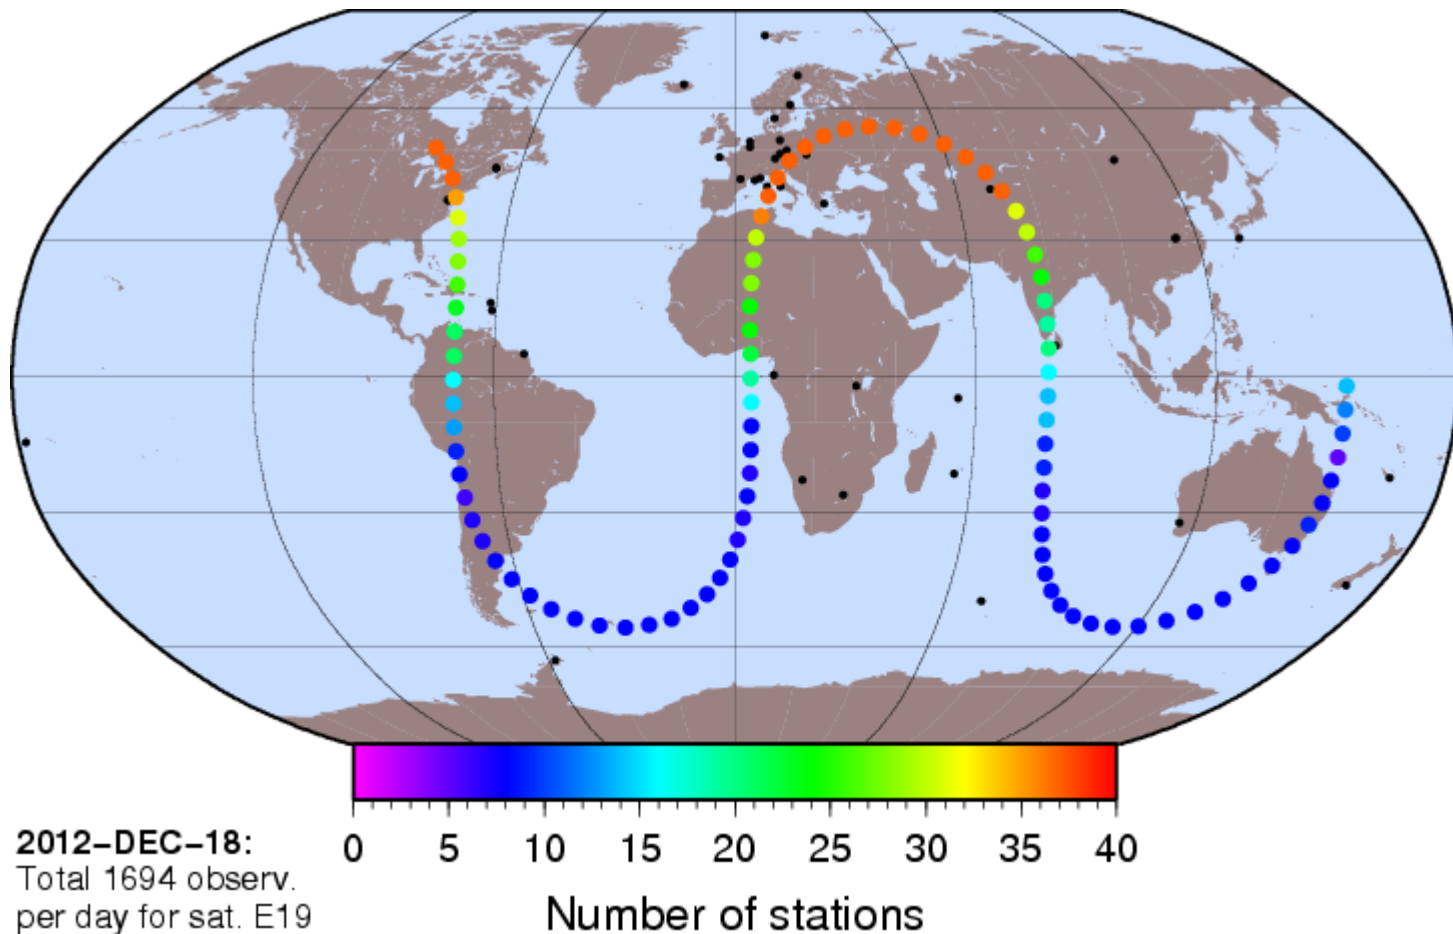 0 5 10 15 20 25 30 35 40
Number of stations
2012–DEC–18:
Total 1694 observ.
per day for sat. E19